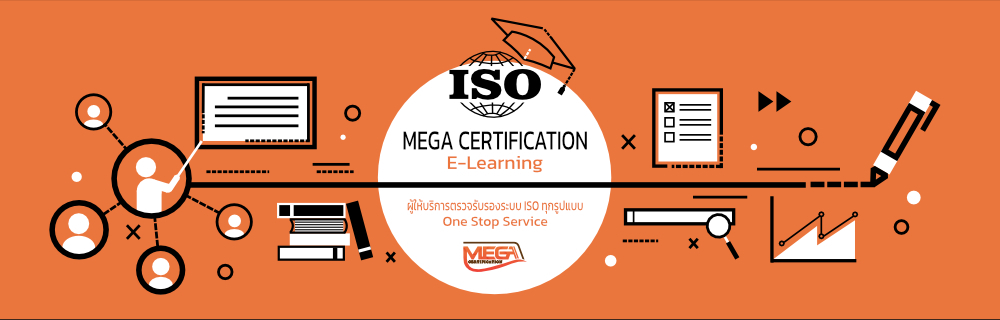 ISO
MEGA CERTIFICATION
E-Learning
ผู้ให้บริการตรวจรับรองระบบ ISO ทุกรูปแบบ
One Stop Service
MEGA
CERTIFICATION